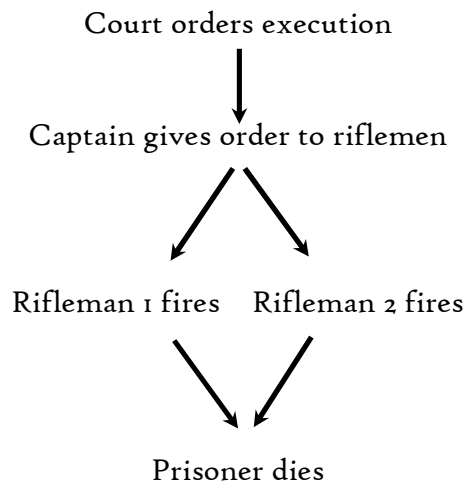 Court orders execution
Captain gives order to riflemen
Rifleman 1 fires Rifleman 2 fires
Prisoner dies